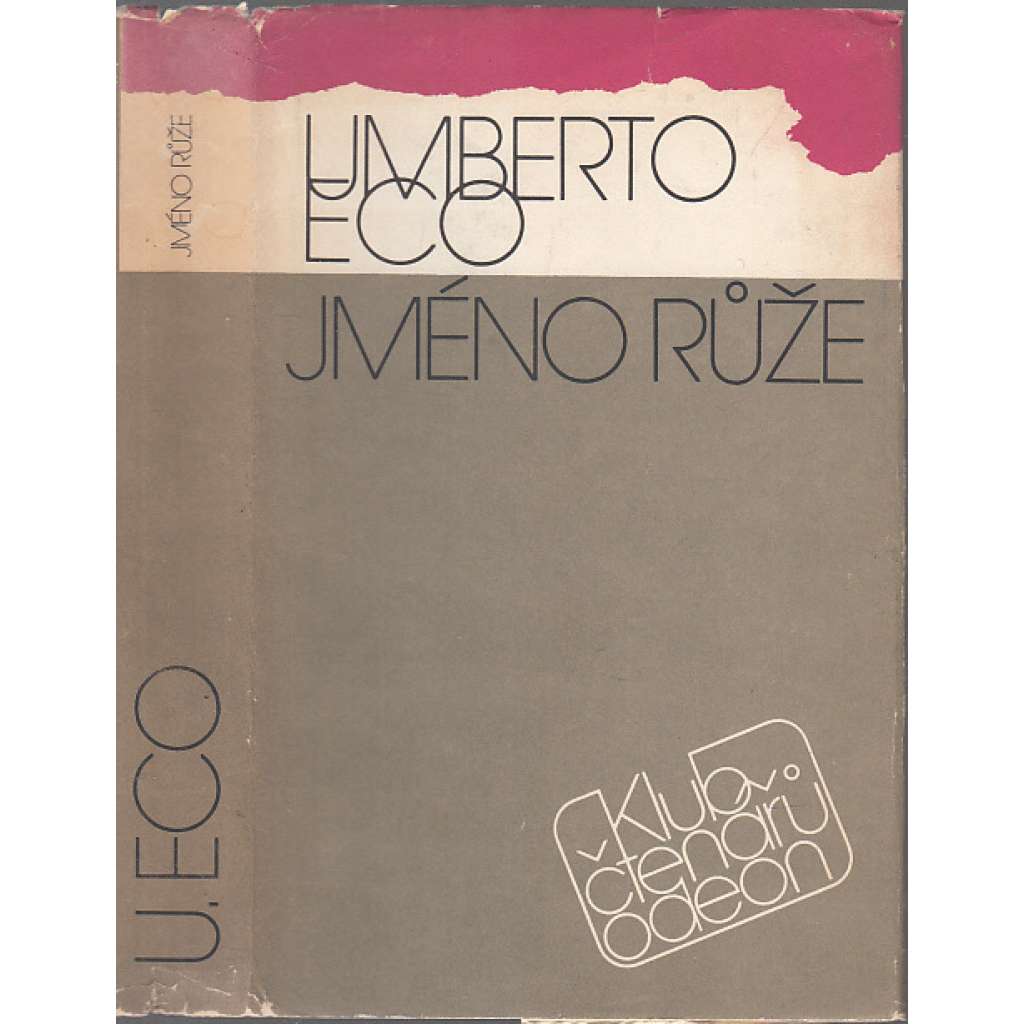 UMBERTO
ECO
JMÉNO RŮŽE
Klub
čtenářů
odeon
JMÉNO RŮŽE
U. ECO